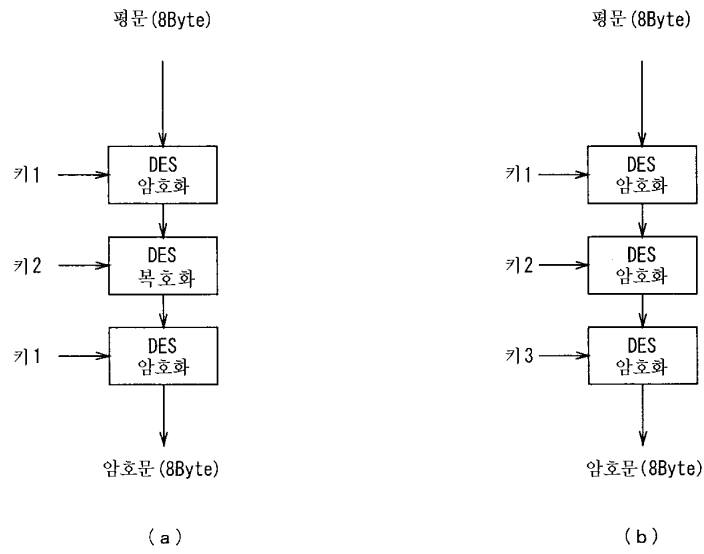 평문(8Byte)
키1
DES
암호화
키2
DES
복호화
키1
DES
암호화
암호문(8Byte)
(a)
평문(8Byte)
키1
DES
암호화
키2
DES
암호화
키3
DES
암호화
암호문(8Byte)
(b)